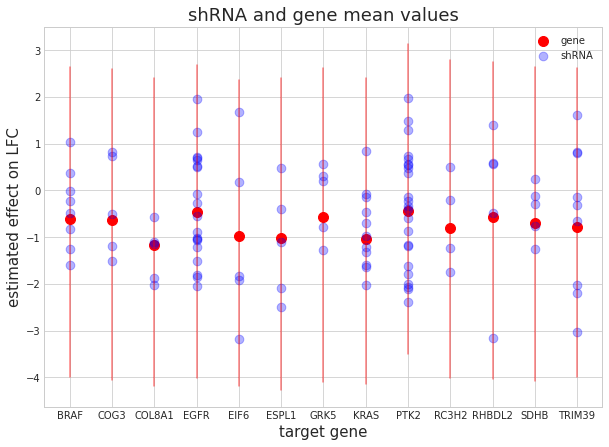 shRNA and gene mean values
gene
shRNA
estimated effect on LFC
3
2
1
0
−1
−2
−3
−4
BRAF COG3 COL8A1 EGFR EIF6 ESPL1 GRK5 KRAS PTK2 RC3H2 RHBDL2 SDHB TRIM39
target gene